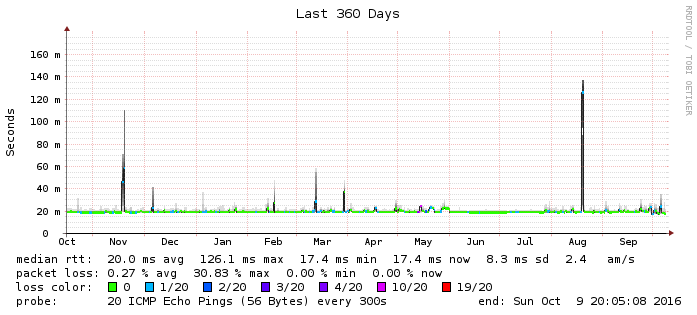 Last 360 Days
RRDTOOL / TOBI OETIKER
Seconds
160 m
140 m
120 m
100 m
80 m
60 m
40 m
20 m
0
Oct Nov Dec Jan Feb Mar Apr May Jun Jul Aug Sep
median rtt: 20.0 ms avg 126.1 ms max 17.4 ms min 17.4 ms now 8.3 ms sd 2.4 am/s
packet loss: 0.27 % avg 30.83 % max 0.00 % min 0.00 % now
loss color: 0 1/20 2/20 3/20 4/20 10/20 19/20
probe: 20 ICMP Echo Pings (56 Bytes) every 300s end: Sun Oct 9 20:05:08 2016